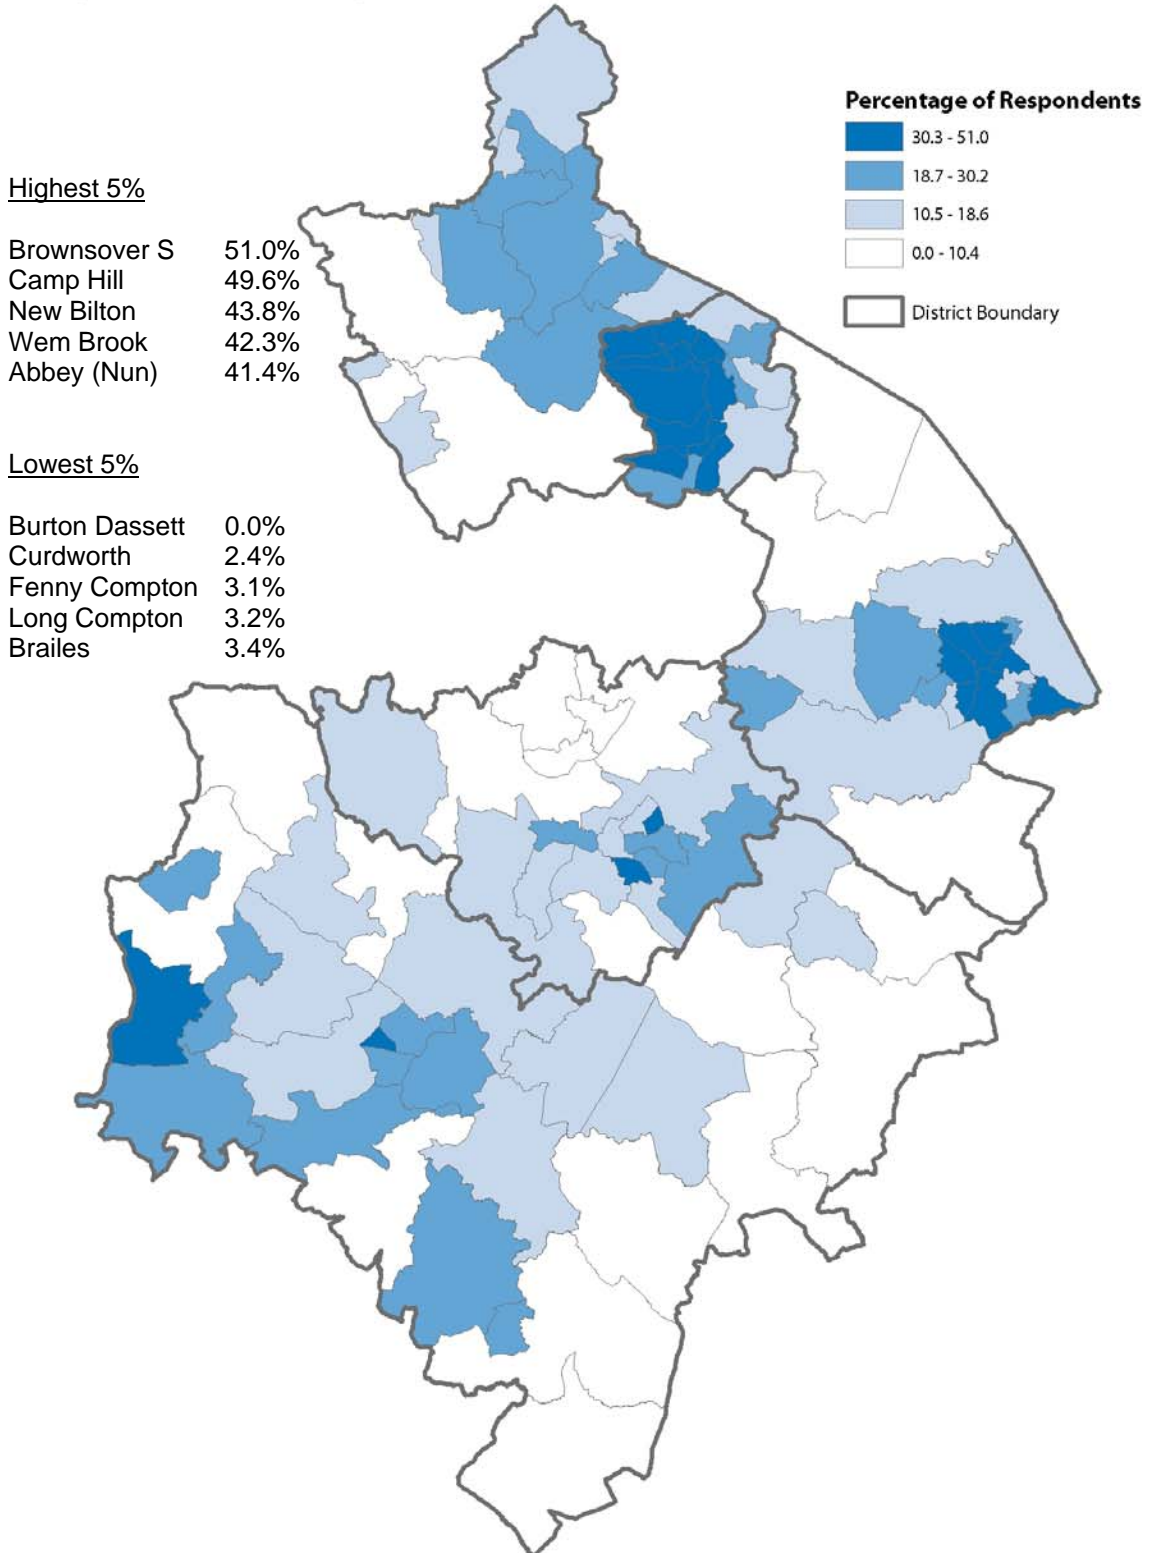 Percentage of Respondents
30.3 - 51.0
18.7 - 30.2
10.5 - 18.6
0.0 - 10.4
District Boundary
Highest 5%
Brownsover S 51.0%
Camp Hill 49.6%
New Bilton 43.8%
Wem Brook 42.3%
Abbey (Nun) 41.4%
Lowest 5%
Burton Dassett 0.0%
Curdworth 2.4%
Fenny Compton 3.1%
Long Compton 3.2%
Brailes 3.4%